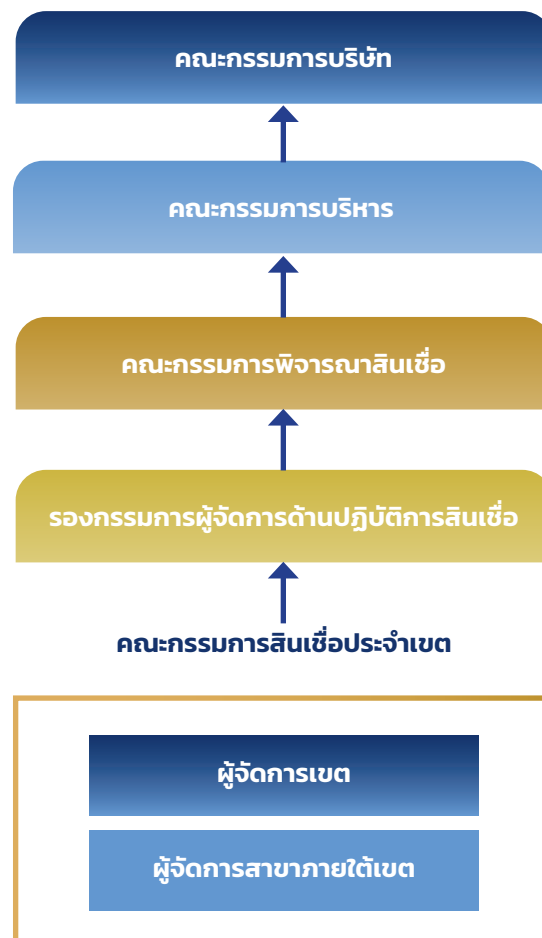 คณะกรรมการบริษัท
คณะกรรมการบริหาร
คณะกรรมการพิจารณาสินเชื่อ
รองกรรมการผู้จัดการด้านปฏิบัติการสินเชื่อ
คณะกรรมการสินเชื่อประจำเขต
ผู้จัดการเขต
ผู้จัดการสาขาภายใต้เขต